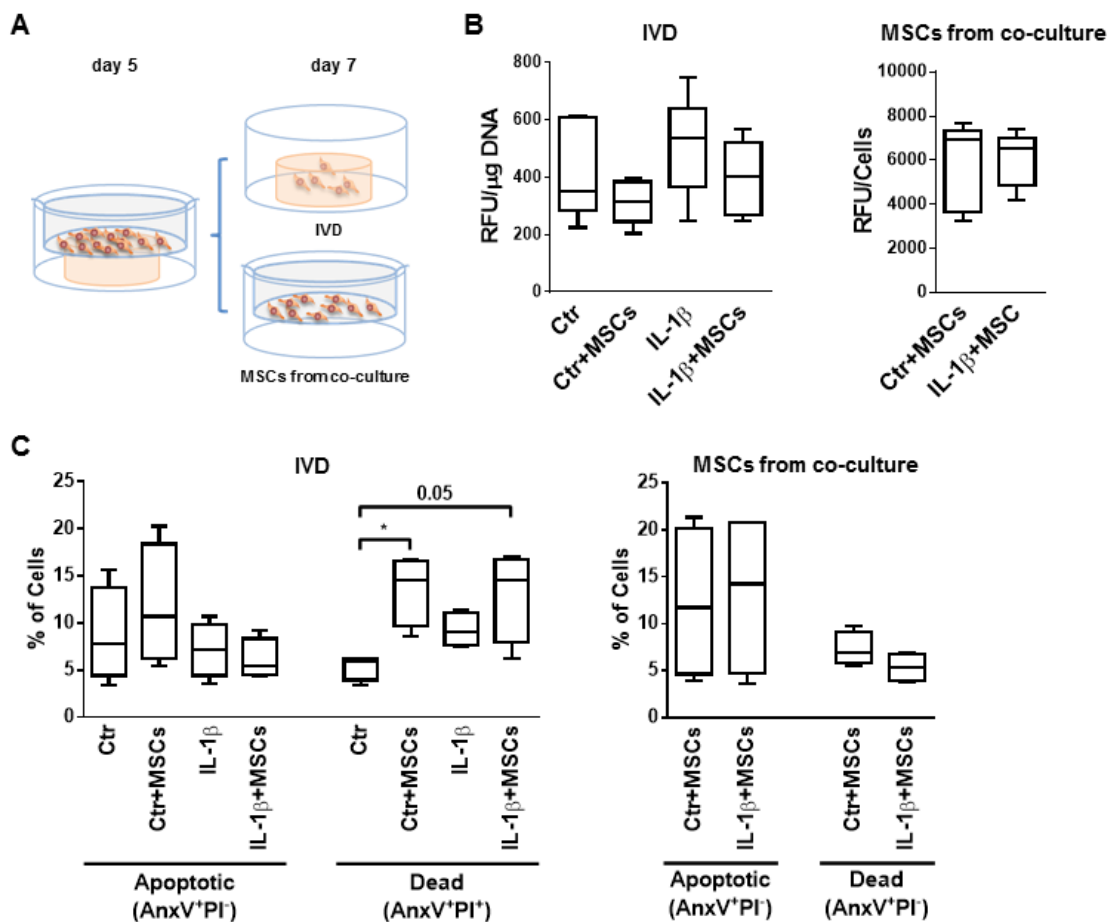 A
day 5
day 7
IVD
MSCs from co-culture
B
IVD
RFU/µg DNA
800
600
400
200
0
Ctr
Ctr+MSCs
IL-1β
IL-1β+MSCs
MSCs from co-culture
RFU/Cells
10000
8000
6000
4000
2000
0
Ctr+MSCs
IL-1β+MSC
C
IVD
% of Cells
25
20
15
10
5
0
*
0.05
Ctr
Ctr+MSCs
IL-1β
IL-1β+MSCs
Ctr
Ctr+MSCs
IL-1β
IL-1β+MSCs
Apoptotic
(AnxV⁺PI⁻)
Dead
(AnxV⁺PI⁺)
MSCs from co-culture
% of Cells
25
20
15
10
5
0
Ctr+MSCs
IL-1β+MSCs
Ctr+MSCs
IL-1β+MSCs
Apoptotic
(AnxV⁺PI⁻)
Dead
(AnxV⁺PI⁻)